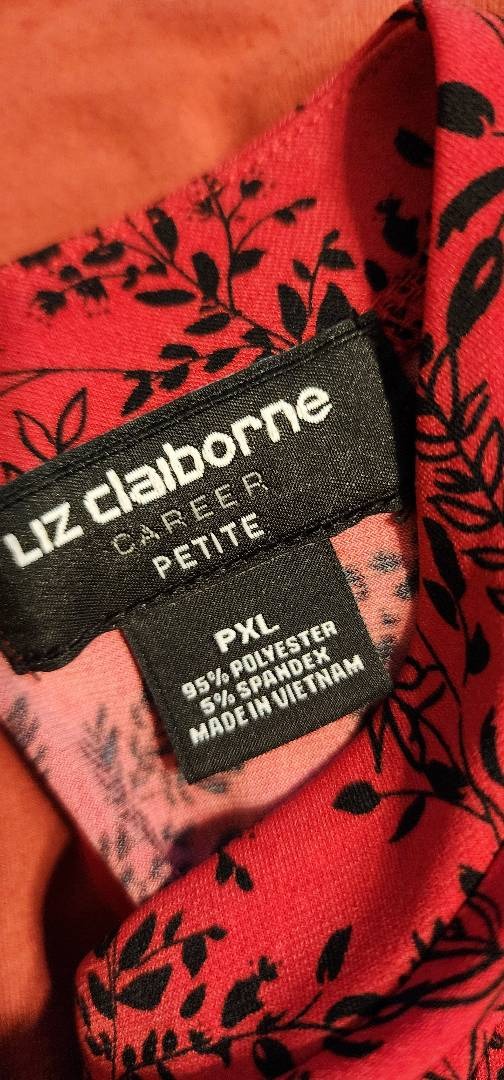 LIZ claiborne
CAREER
PETITE
PXL
95% POLYESTER
5% SPANDEX
MADE IN VIETNAM